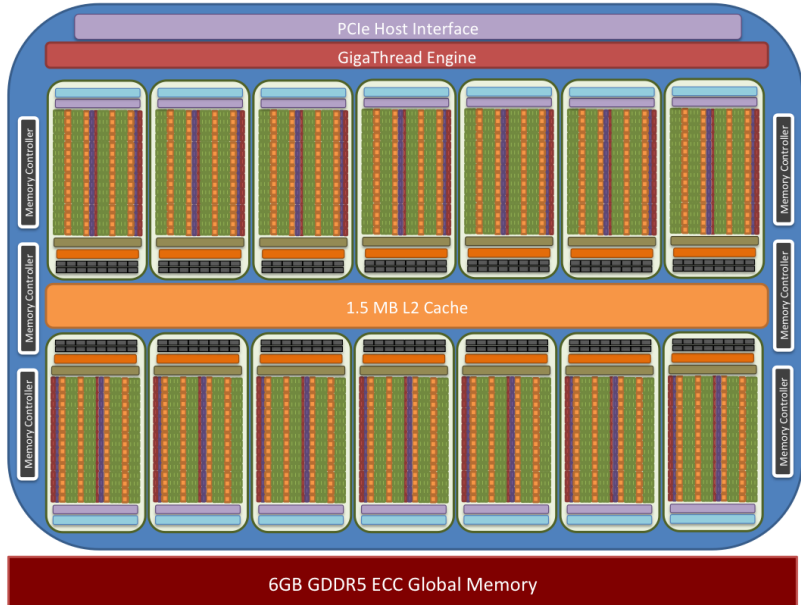 PCIe Host Interface
GigaThread Engine
Memory Controller
Memory Controller
Memory Controller
Memory Controller
1.5 MB L2 Cache
Memory Controller
Memory Controller
6GB GDDR5 ECC Global Memory